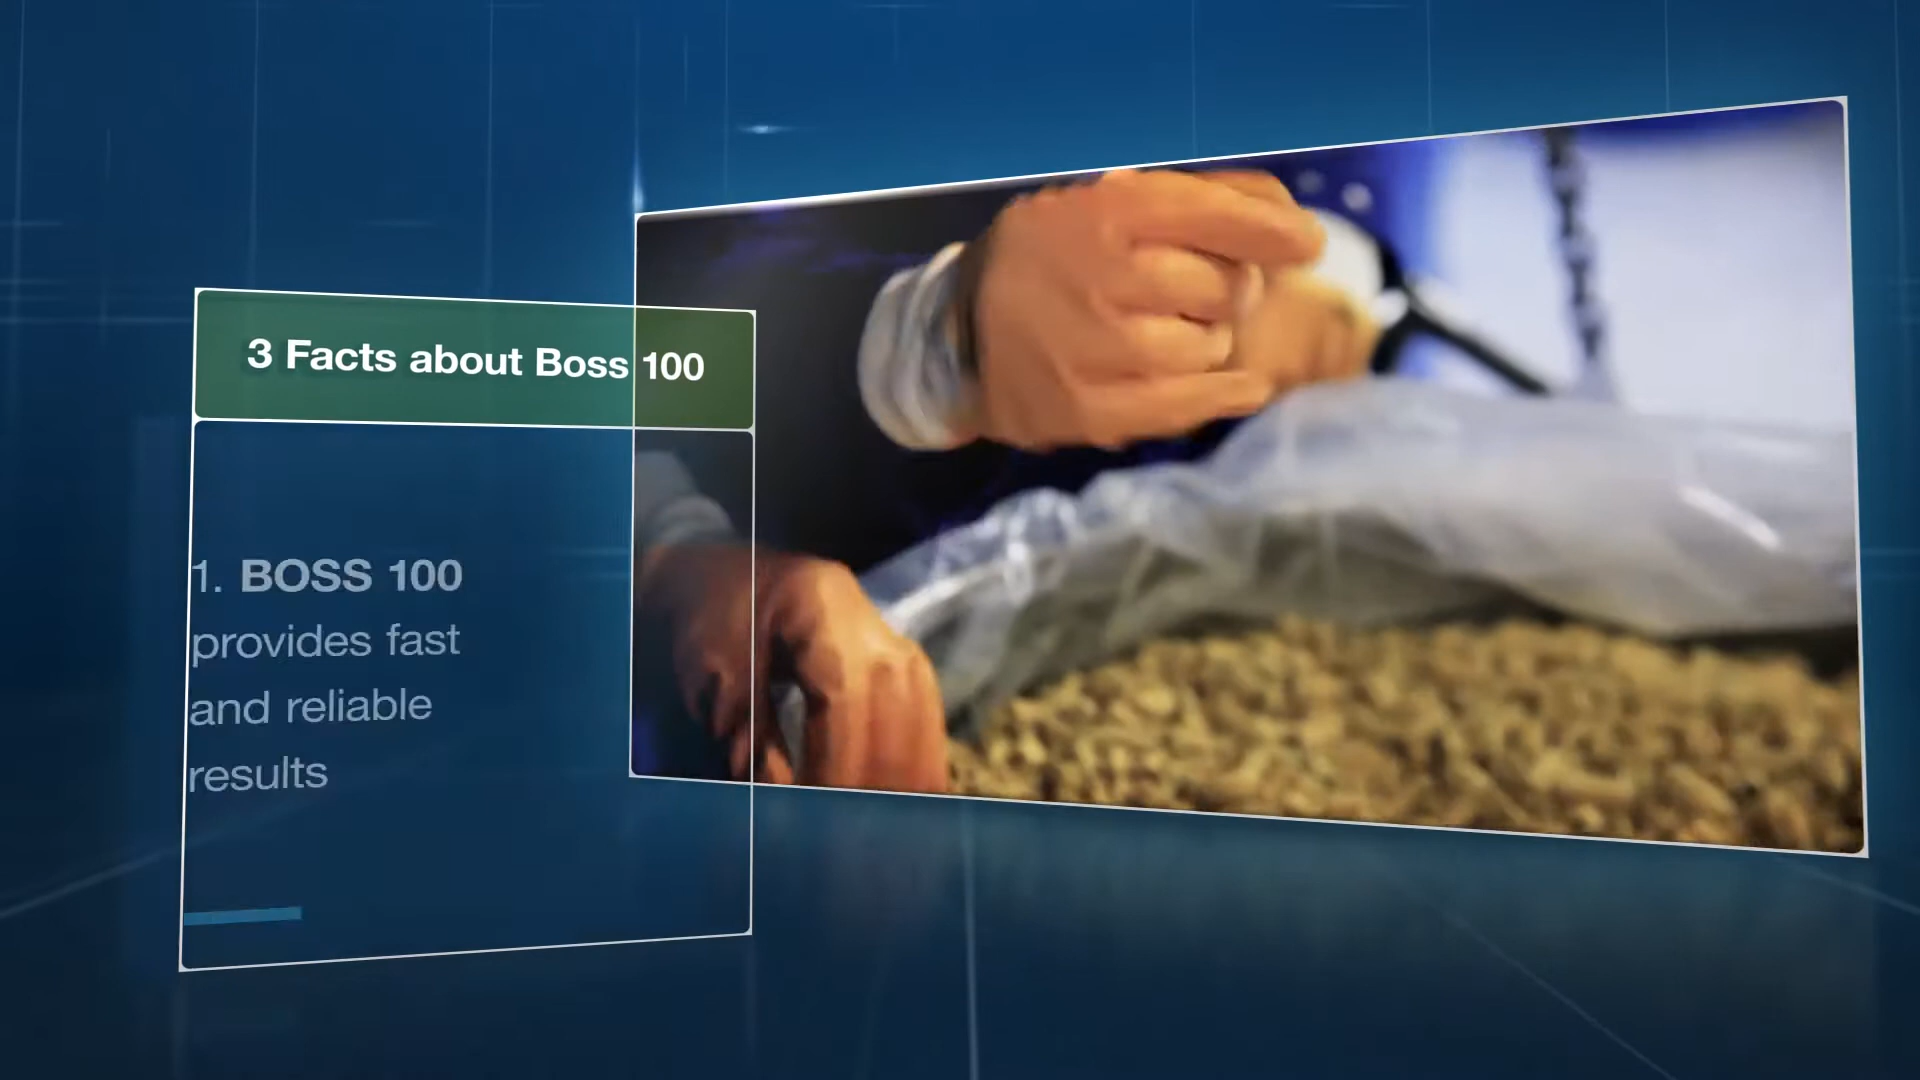 3 Facts about Boss 100
1. BOSS 100
provides fast
and reliable
results